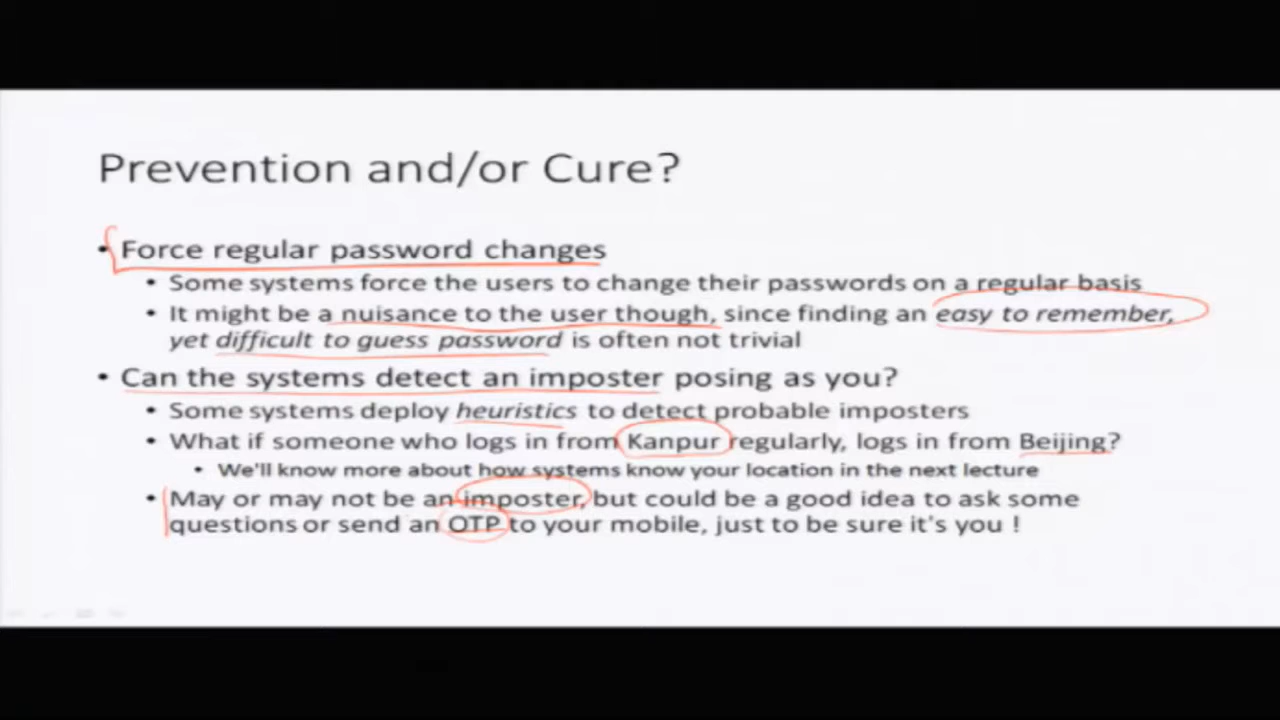 Prevention and/or Cure?
• Force regular password changes
• Some systems force the users to change their passwords on a regular basis
• It might be a nuisance to the user though, since finding an easy to remember,
yet difficult to guess password is often not trivial
• Can the systems detect an imposter posing as you?
• Some systems deploy heuristics to detect probable imposters
• What if someone who logs in from Kanpur regularly, logs in from Beijing?
• We'll know more about how systems know your location in the next lecture
• May or may not be an imposter, but could be a good idea to ask some
questions or send an OTP to your mobile, just to be sure it's you !